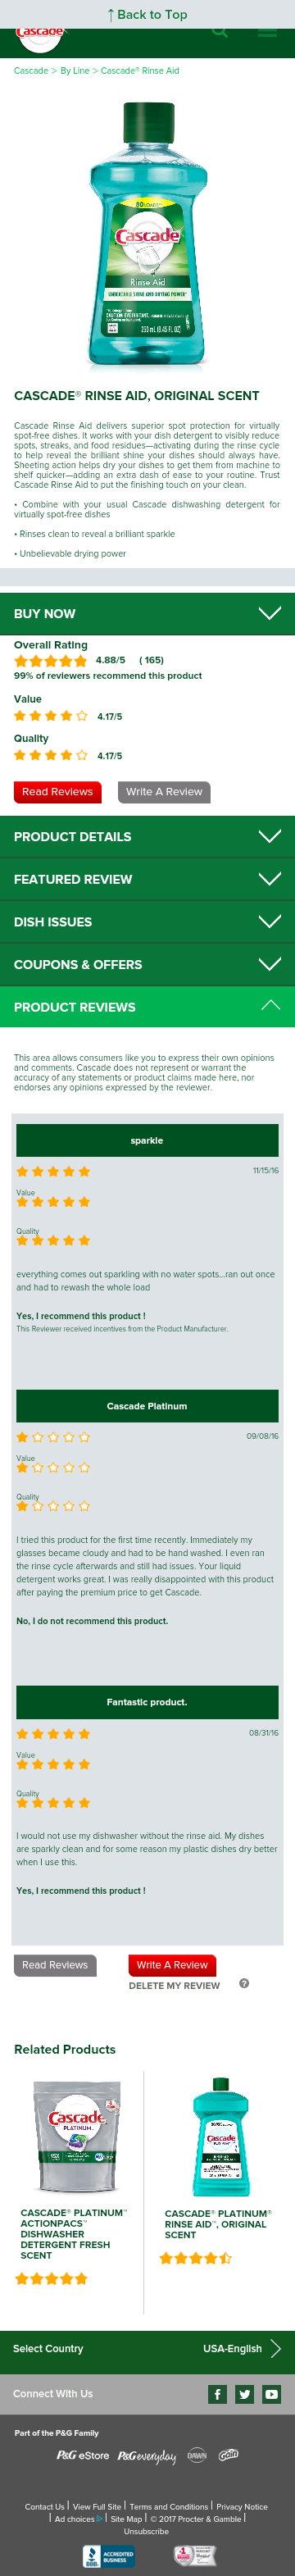 ↑ Back to Top
Cascade
Cascade > By Line > Cascade® Rinse Aid
80 LOADS
Cascade
Rinse Aid
UNBEATABLE SHINE AND DRYING POWER
250 mL (8.45 FL OZ)
CASCADE® RINSE AID, ORIGINAL SCENT
Cascade Rinse Aid delivers superior spot protection for virtually
spot-free dishes. It works with your dish detergent to visibly reduce
spots, streaks, and food residues—activating during the rinse cycle
to help reveal the brilliant shine your dishes should always have.
Sheeting action helps dry your dishes to get them from machine to
shelf quicker—adding an extra dash of ease to your routine. Trust
Cascade Rinse Aid to put the finishing touch on your clean.
• Combine with your usual Cascade dishwashing detergent for
virtually spot-free dishes
• Rinses clean to reveal a brilliant sparkle
• Unbelievable drying power
BUY NOW
Overall Rating
4.88/5 ( 165)
99% of reviewers recommend this product
Value
4.17/5
Quality
4.17/5
Read Reviews Write A Review
PRODUCT DETAILS
FEATURED REVIEW
DISH ISSUES
COUPONS & OFFERS
PRODUCT REVIEWS
This area allows consumers like you to express their own opinions
and comments. Cascade does not represent or warrant the
accuracy of any statements or product claims made here, nor
endorses any opinions expressed by the reviewer.
sparkle
11/15/16
Value
Quality
everything comes out sparkling with no water spots...ran out once
and had to rewash the whole load
Yes, I recommend this product !
This Reviewer received incentives from the Product Manufacturer.
Cascade Platinum
09/08/16
Value
Quality
I tried this product for the first time recently. Immediately my
glasses became cloudy and had to be hand washed. I even ran
the rinse cycle afterwards and still had issues. Your liquid
detergent works great. I was really disappointed with this product
after paying the premium price to get Cascade.
No, I do not recommend this product.
Fantastic product.
08/31/16
Value
Quality
I would not use my dishwasher without the rinse aid. My dishes
are sparkly clean and for some reason my plastic dishes dry better
when I use this.
Yes, I recommend this product !
Read Reviews Write A Review
DELETE MY REVIEW ?
Related Products
Cascade
PLATINUM
Cascade
CASCADE® PLATINUM™
ACTIONPACS™
DISHWASHER
DETERGENT FRESH
SCENT
CASCADE® PLATINUM®
RINSE AID™, ORIGINAL
SCENT
Select Country USA-English
Connect With Us
Part of the P&G Family
P&G eStore P&G everyday DAWN Gain
Contact Us | View Full Site | Terms and Conditions | Privacy Notice
| Ad choices | Site Map | © 2017 Procter & Gamble |
Unsubscribe
BBB ACCREDITED BUSINESS